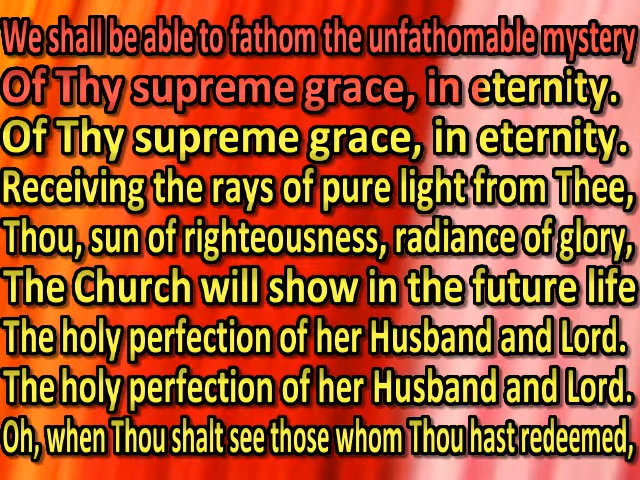 We shall be able to fathom the unfathomable mystery
Of Thy supreme grace, in eternity.
Of Thy supreme grace, in eternity.
Receiving the rays of pure light from Thee,
Thou, sun of righteousness, radiance of glory,
The Church will show in the future life
The holy perfection of her Husband and Lord.
The holy perfection of her Husband and Lord.
Oh, when Thou shalt see those whom Thou hast redeemed,